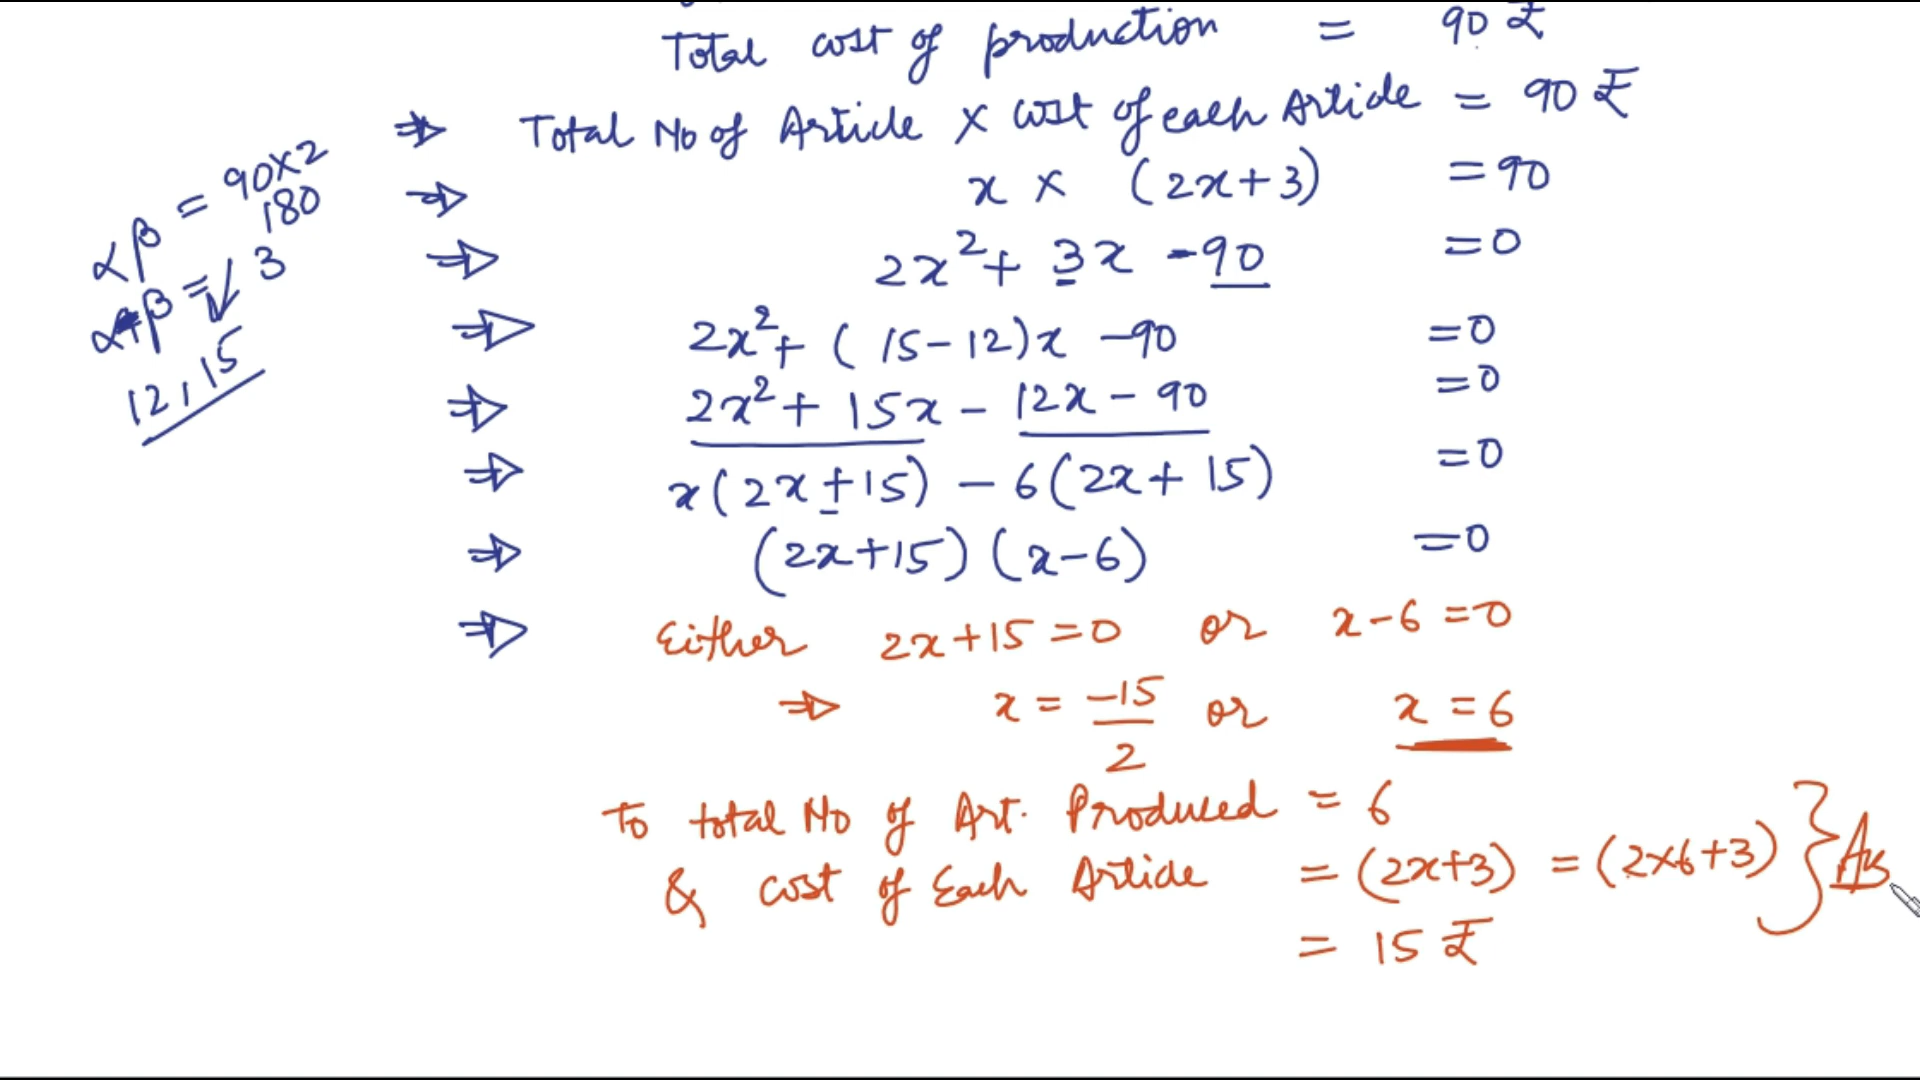 Total cost of production = 90 ₹
⇒ Total No of Article × cost of each Article = 90 ₹
⇒ x × (2x+3) = 90
⇒ 2x² + 3x - 90 = 0
⇒ 2x² + (15-12)x - 90 = 0
⇒ 2x² + 15x - 12x - 90 = 0
⇒ x(2x+15) - 6(2x+15) = 0
⇒ (2x+15)(x-6) = 0
⇒ Either 2x+15=0 or x-6=0
⇒ x = -15/2 or x = 6
To total No of Art. Produced = 6
& cost of Each Article = (2x+3) = (2×6+3) } Ans
= 15 ₹
αβ = 90×2
180
α+β = 3
12, 15